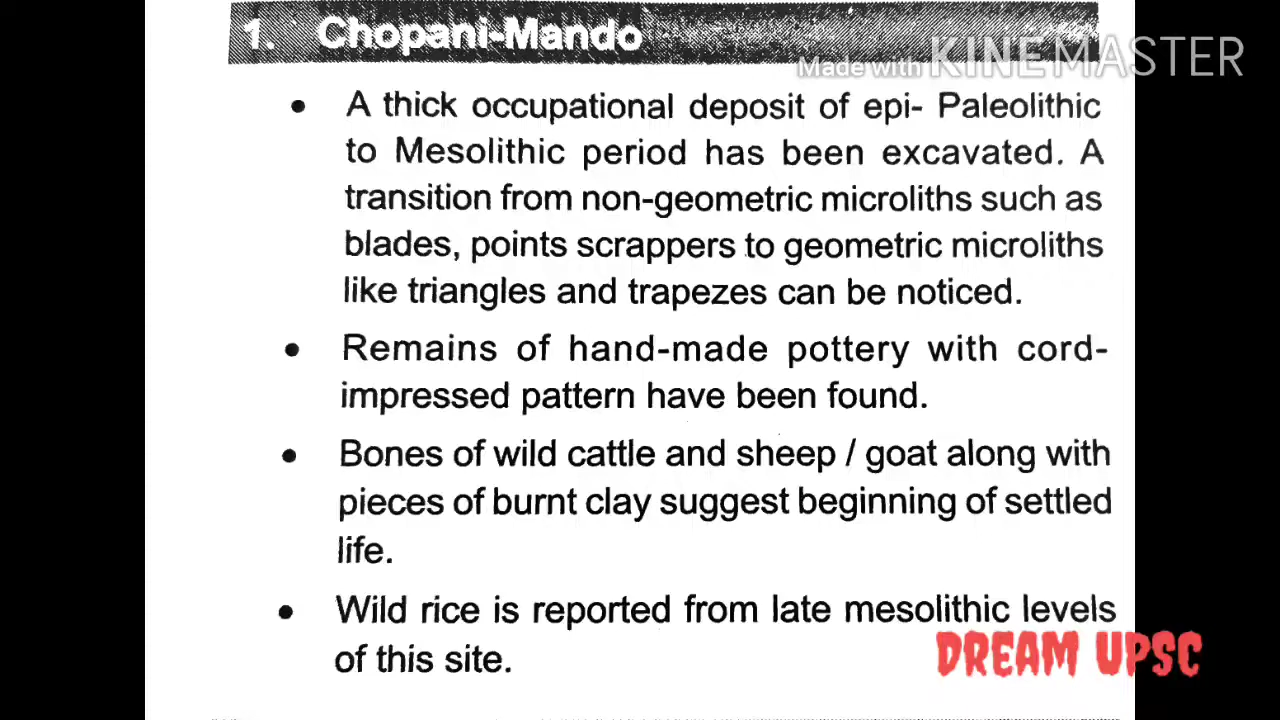 1. Chopani-Mando
Made with KINEMASTER
• A thick occupational deposit of epi- Paleolithic
to Mesolithic period has been excavated. A
transition from non-geometric microliths such as
blades, points scrappers to geometric microliths
like triangles and trapezes can be noticed.
• Remains of hand-made pottery with cord-
impressed pattern have been found.
• Bones of wild cattle and sheep / goat along with
pieces of burnt clay suggest beginning of settled
life.
• Wild rice is reported from late mesolithic levels
of this site.
DREAM UPSC